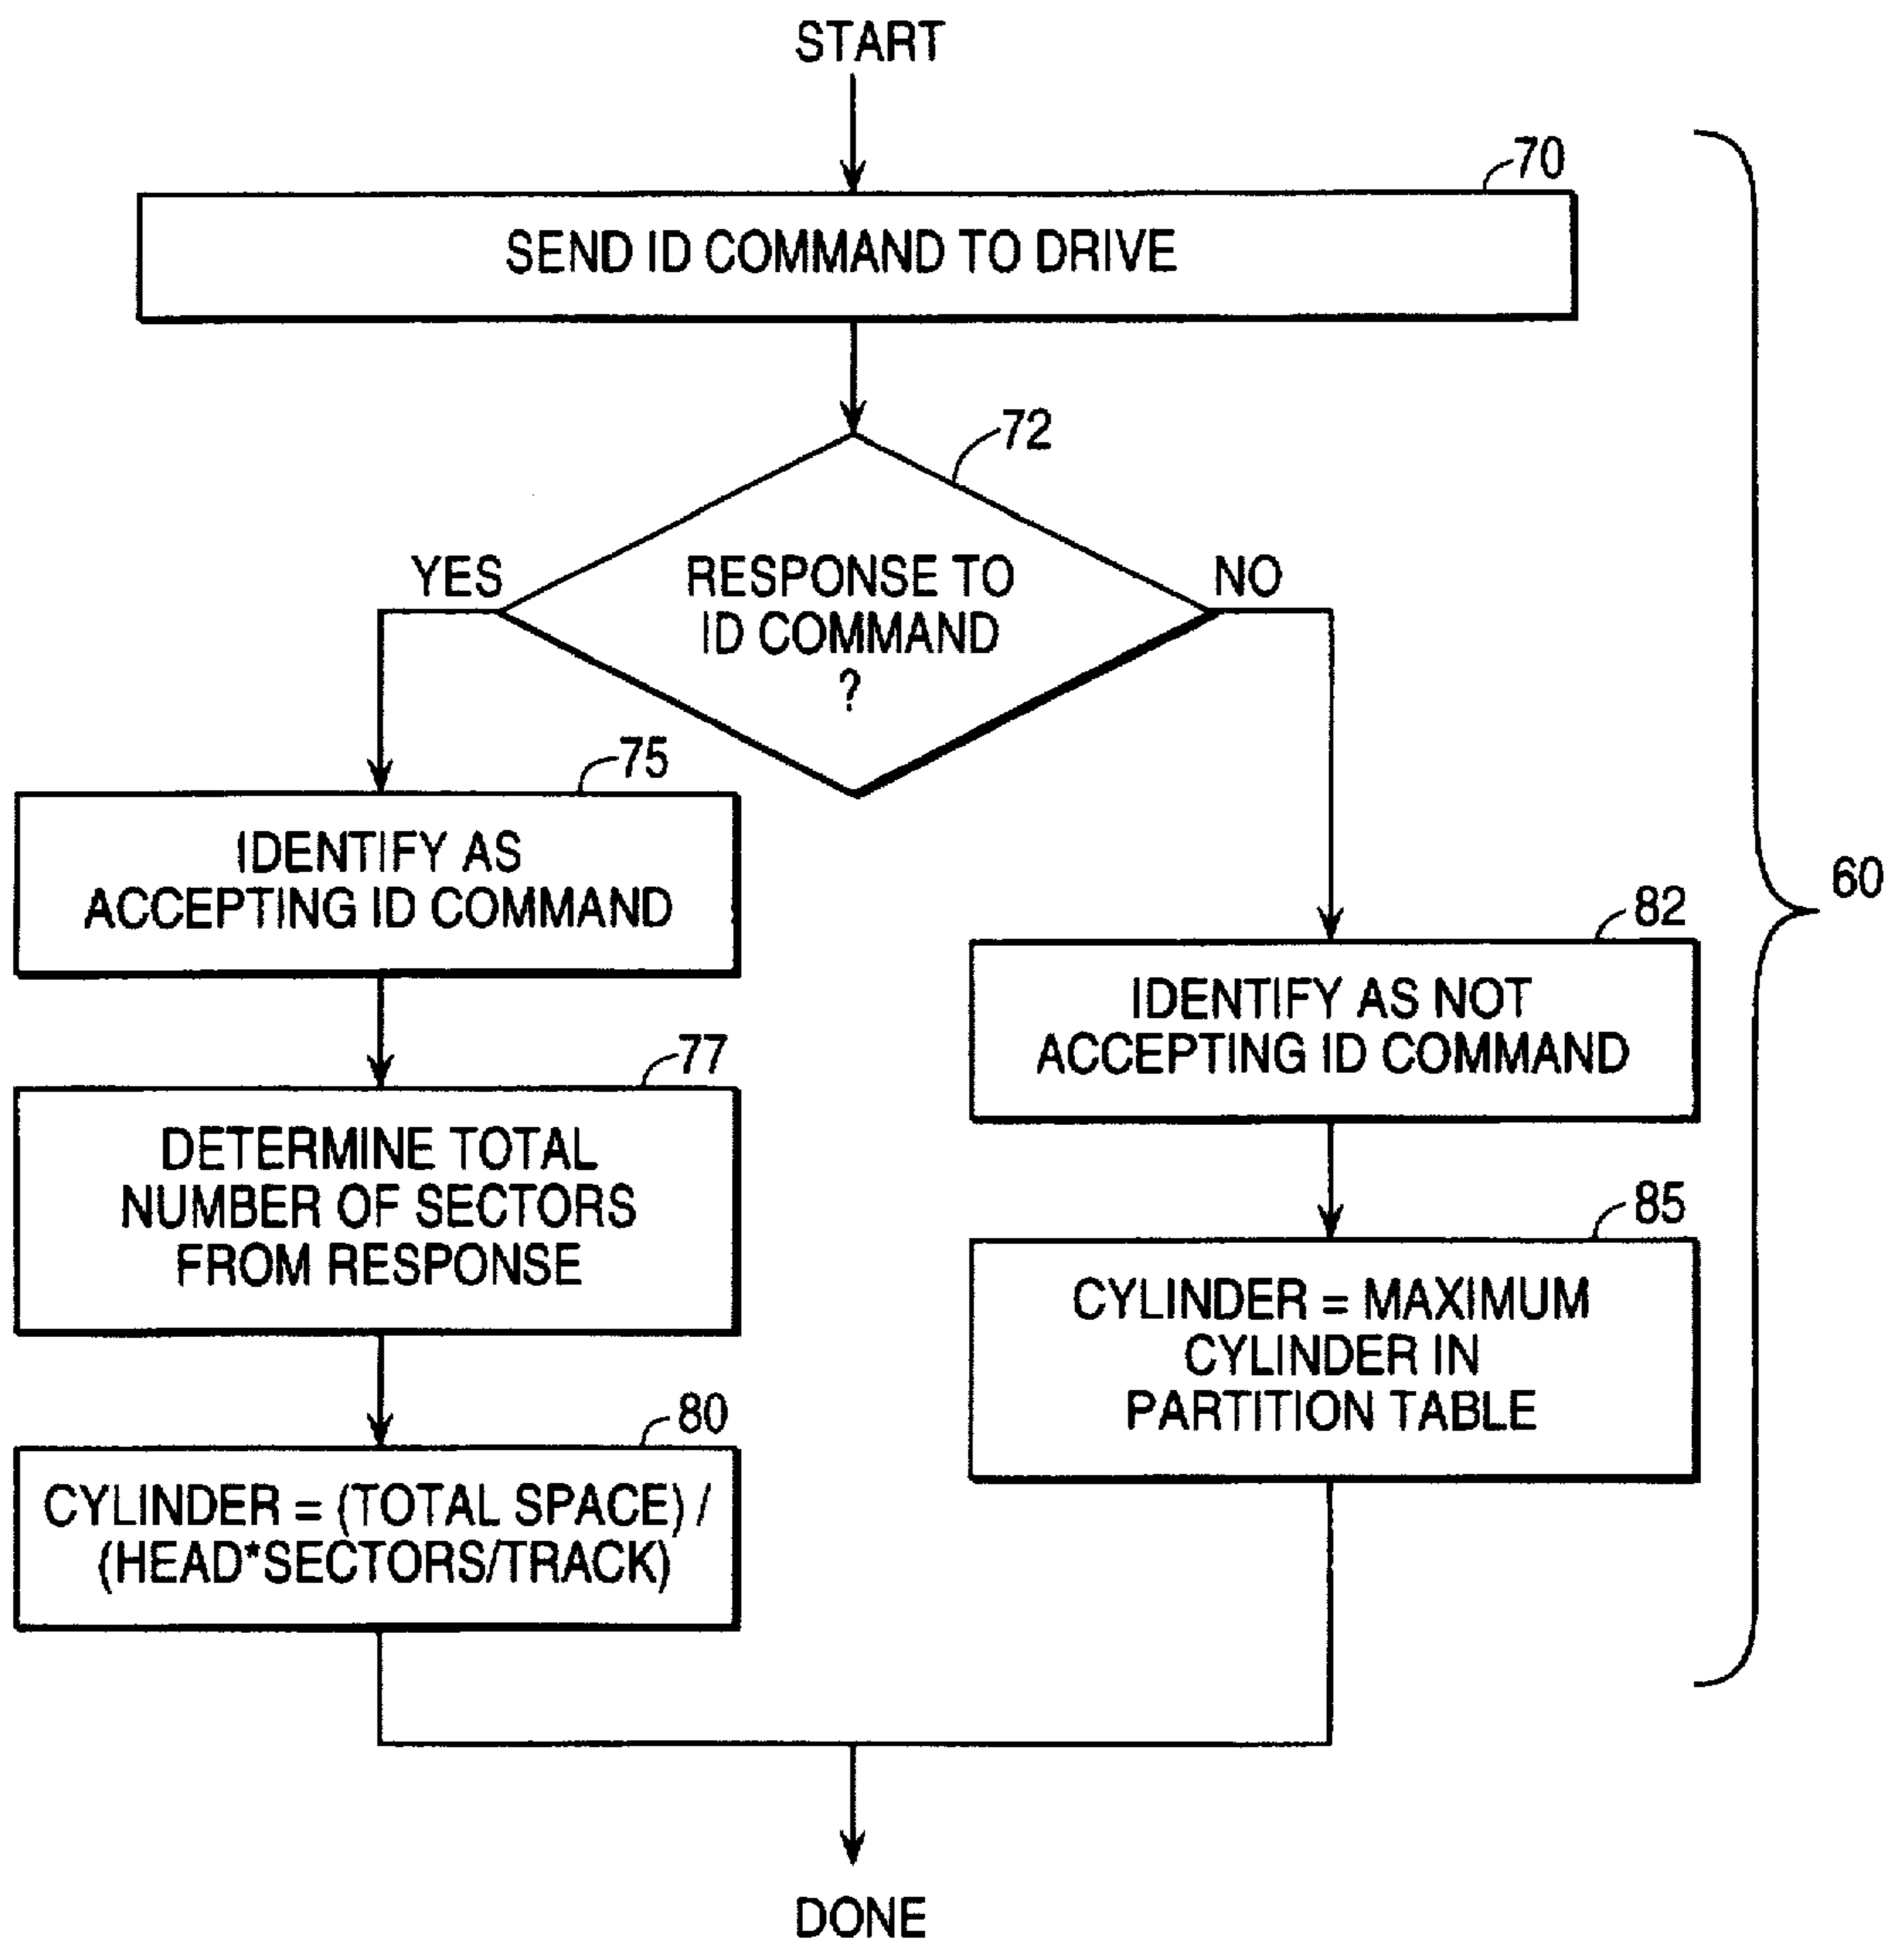 START
70
SEND ID COMMAND TO DRIVE
72
YES
RESPONSE TO
ID COMMAND
?
NO
75
IDENTIFY AS
ACCEPTING ID COMMAND
60
82
IDENTIFY AS NOT
ACCEPTING ID COMMAND
77
DETERMINE TOTAL
NUMBER OF SECTORS
FROM RESPONSE
85
CYLINDER = MAXIMUM
CYLINDER IN
PARTITION TABLE
80
CYLINDER = (TOTAL SPACE) /
(HEAD*SECTORS/TRACK)
DONE